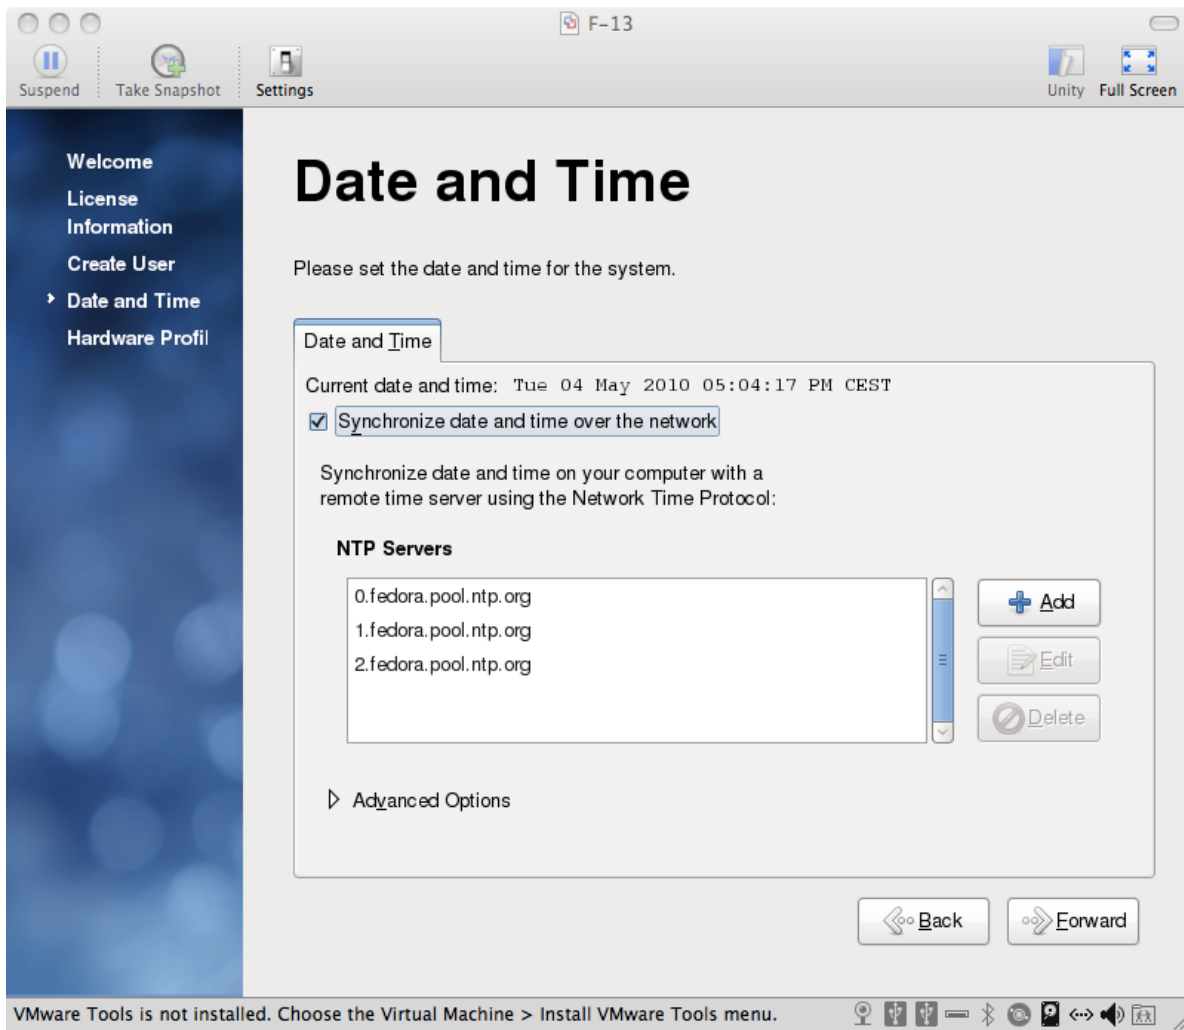 F-13
Suspend
Take Snapshot
Settings
Unity
Full Screen
Welcome
License
Information
Create User
Date and Time
Hardware Profil
Date and Time
Please set the date and time for the system.
Date and Time
Current date and time: Tue 04 May 2010 05:04:17 PM CEST
Synchronize date and time over the network
Synchronize date and time on your computer with a
remote time server using the Network Time Protocol:
NTP Servers
0.fedora.pool.ntp.org
1.fedora.pool.ntp.org
2.fedora.pool.ntp.org
Add
Edit
Delete
Advanced Options
Back
Forward
VMware Tools is not installed. Choose the Virtual Machine > Install VMware Tools menu.